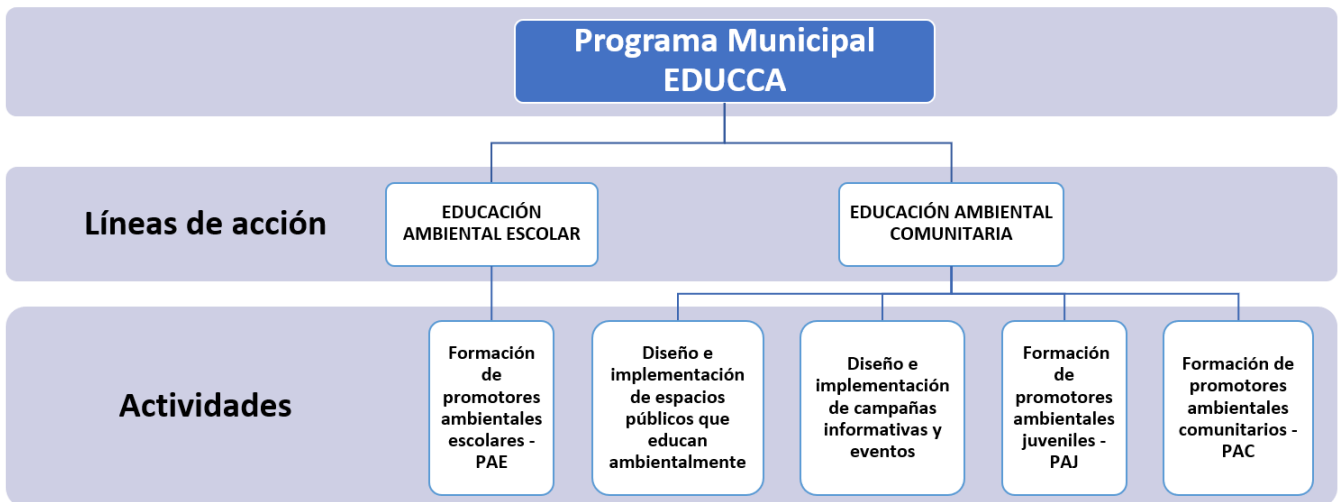 Programa Municipal
EDUCCA
Líneas de acción
EDUCACIÓN
AMBIENTAL ESCOLAR
EDUCACIÓN AMBIENTAL
COMUNITARIA
Actividades
Formación
de
promotores
ambientales
escolares -
PAE
Diseño e
implementación
de espacios
públicos que
educan
ambientalmente
Diseño e
implementación
de campañas
informativas y
eventos
Formación
de
promotores
ambientales
juveniles -
PAJ
Formación de
promotores
ambientales
comunitarios -
PAC